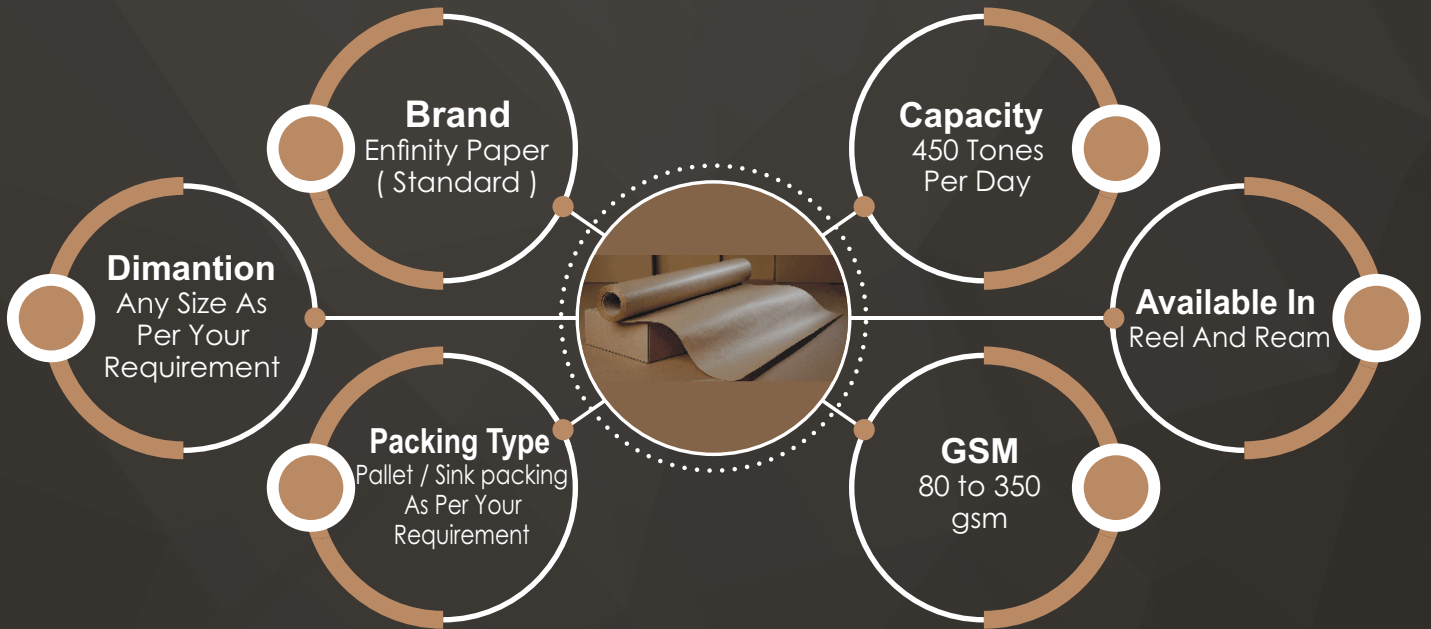 Brand
Enfinity Paper
( Standard )
Capacity
450 Tones
Per Day
Dimantion
Any Size As
Per Your
Requirement
Available In
Reel And Ream
Packing Type
Pallet / Sink packing
As Per Your
Requirement
GSM
80 to 350
gsm